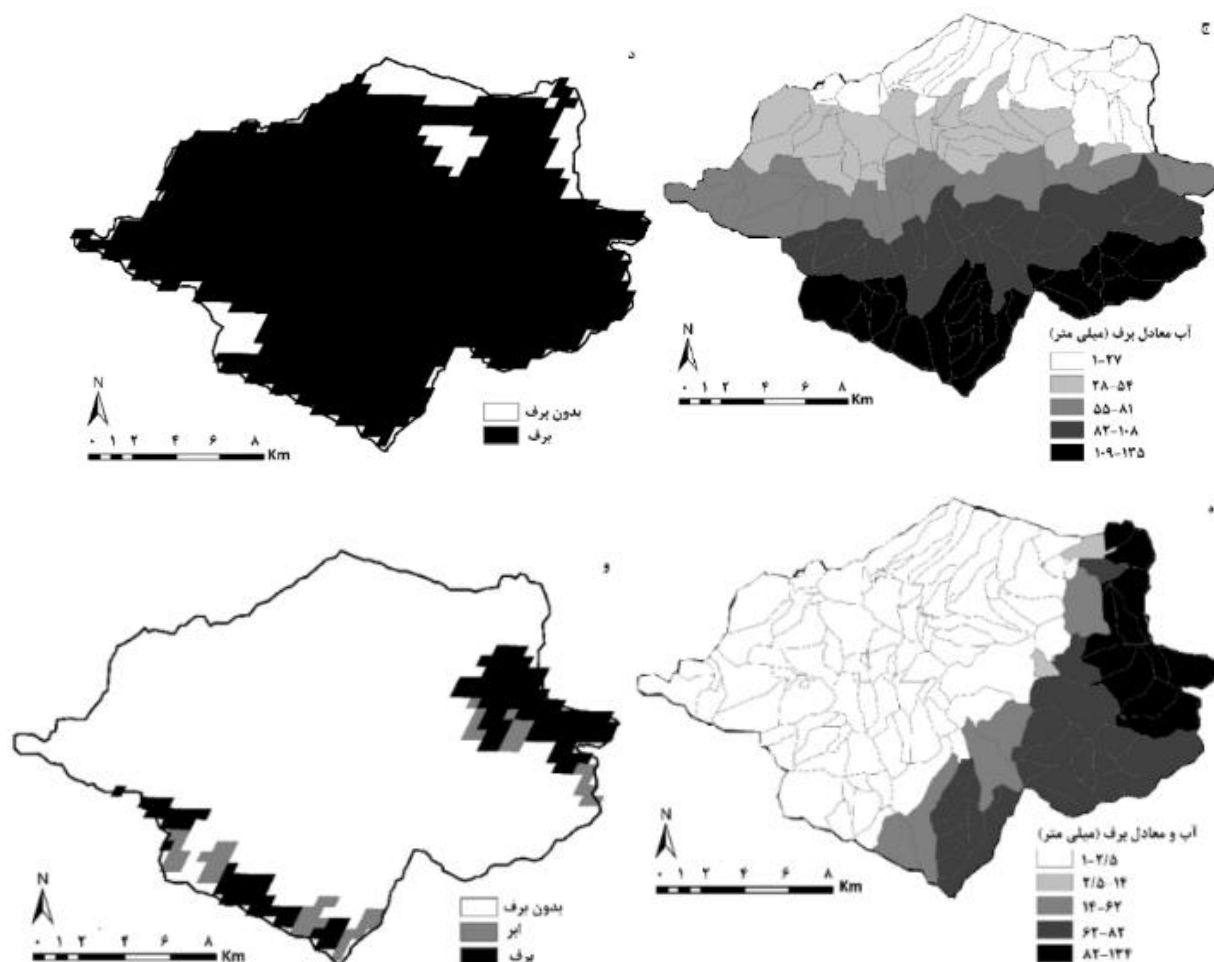 ج
N
آب معادل برف (میلی متر)
۱-۲۷
۲۸-۵۴
۵۵-۸۱
۸۲-۱۰۸
۱۰۹-۱۳۵
۰ ۱ ۲ ۴ ۶ ۸
Km
د
N
بدون برف
برف
۰ ۱ ۲ ۴ ۶ ۸
Km
ه
N
آب و معادل برف (میلی متر)
۱-۲/۵
۲/۵-۱۴
۱۴-۶۲
۶۲-۸۲
۸۲-۱۳۴
۰ ۱ ۲ ۴ ۶ ۸
Km
و
N
بدون برف
ابر
برف
۰ ۱ ۲ ۴ ۶ ۸
Km